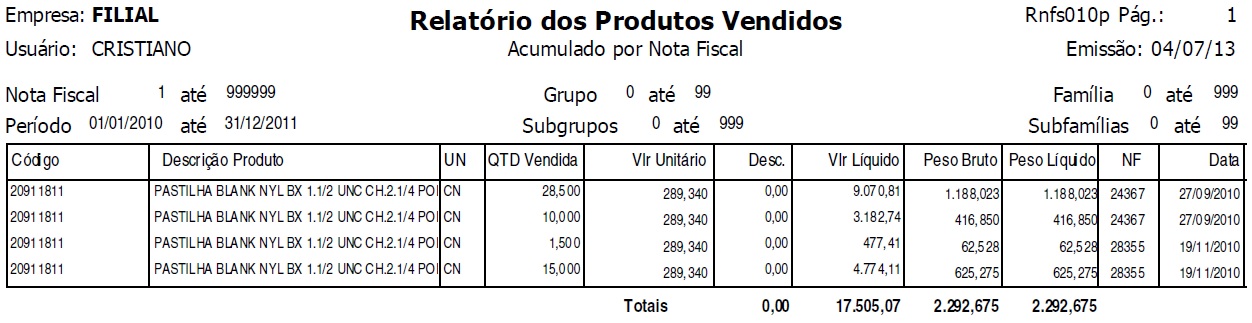 Empresa: FILIAL Relatório dos Produtos Vendidos Rnfs010p Pág.: 1
Usuário: CRISTIANO Acumulado por Nota Fiscal Emissão: 04/07/13
Nota Fiscal 1 até 999999 Grupo 0 até 99 Família 0 até 999
Período 01/01/2010 até 31/12/2011 Subgrupos 0 até 999 Subfamílias 0 até 99
Código Descrição Produto UN QTD Vendida Vlr Unitário Desc. Vlr Líquido Peso Bruto Peso Líquido NF Data
20911811 PASTILHA BLANK NYL BX 1.1/2 UNC CH.2.1/4 POI CN 28,500 289,340 0,00 9.070,81 1.188,023 1.188,023 24367 27/09/2010
20911811 PASTILHA BLANK NYL BX 1.1/2 UNC CH.2.1/4 POI CN 10,000 289,340 0,00 3.182,74 416,850 416,850 24367 27/09/2010
20911811 PASTILHA BLANK NYL BX 1.1/2 UNC CH.2.1/4 POI CN 1,500 289,340 0,00 477,41 62,528 62,528 28355 19/11/2010
20911811 PASTILHA BLANK NYL BX 1.1/2 UNC CH.2.1/4 POI CN 15,000 289,340 0,00 4.774,11 625,275 625,275 28355 19/11/2010
Totais 0,00 17.505,07 2.292,675 2.292,675